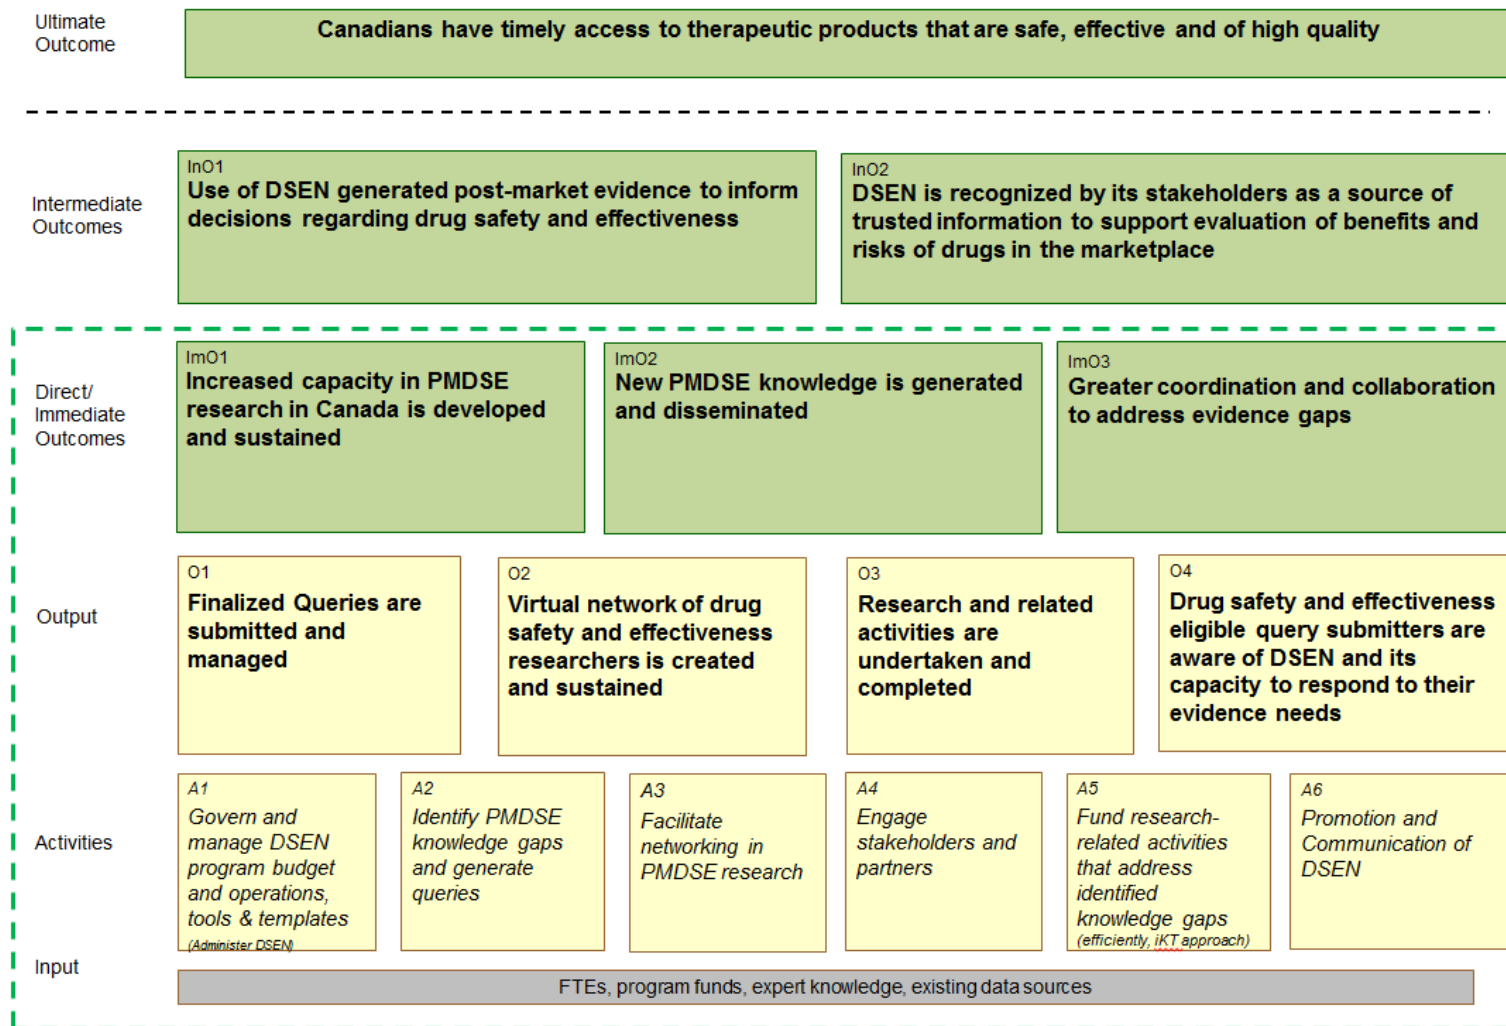 Ultimate
Outcome
Canadians have timely access to therapeutic products that are safe, effective and of high quality
Intermediate
Outcomes
InO1
Use of DSEN generated post-market evidence to inform
decisions regarding drug safety and effectiveness
InO2
DSEN is recognized by its stakeholders as a source of
trusted information to support evaluation of benefits and
risks of drugs in the marketplace
Direct/
Immediate
Outcomes
ImO1
Increased capacity in PMDSE
research in Canada is developed
and sustained
ImO2
New PMDSE knowledge is generated
and disseminated
ImO3
Greater coordination and collaboration
to address evidence gaps
Output
O1
Finalized Queries are
submitted and
managed
O2
Virtual network of drug
safety and effectiveness
researchers is created
and sustained
O3
Research and related
activities are
undertaken and
completed
O4
Drug safety and effectiveness
eligible query submitters are
aware of DSEN and its
capacity to respond to their
evidence needs
Activities
A1
Govern and
manage DSEN
program budget
and operations,
tools & templates
(Administer DSEN)
A2
Identify PMDSE
knowledge gaps
and generate
queries
A3
Facilitate
networking in
PMDSE research
A4
Engage
stakeholders and
partners
A5
Fund research-
related activities
that address
identified
knowledge gaps
(efficiently, iKT approach)
A6
Promotion and
Communication of
DSEN
Input
FTEs, program funds, expert knowledge, existing data sources